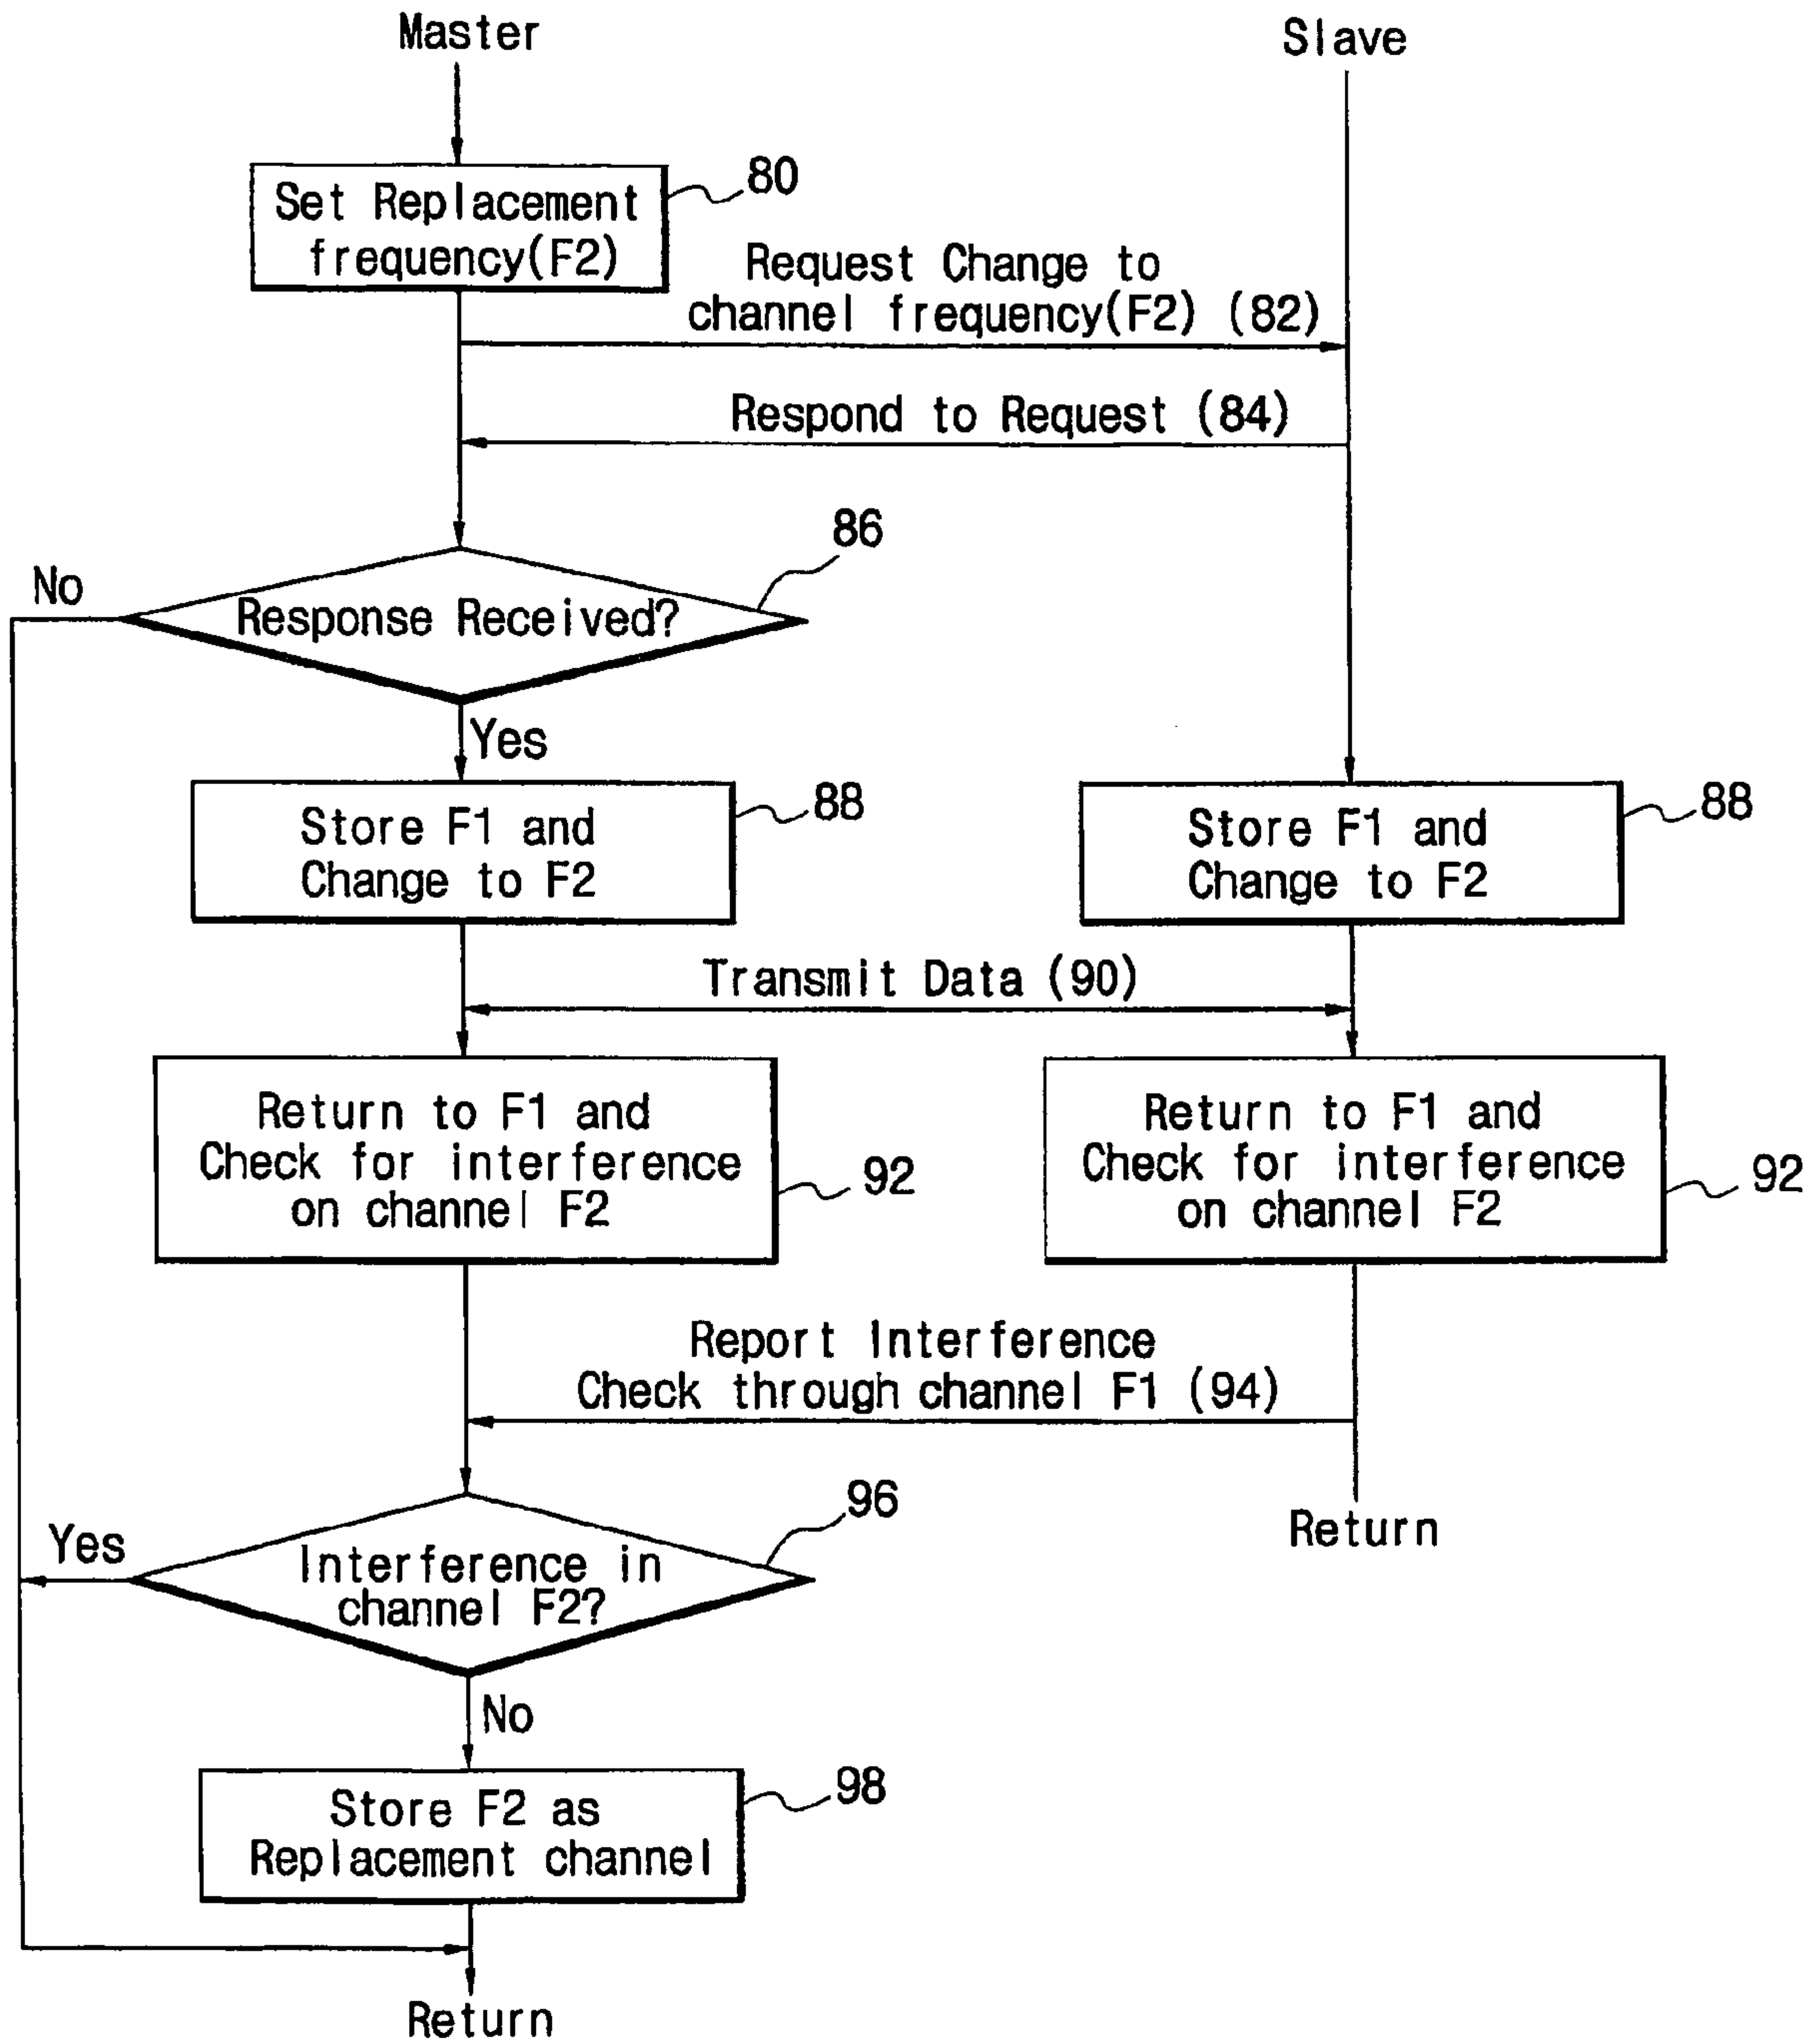 Master
Slave
80
Set Replacement
frequency(F2)
Request Change to
channel frequency(F2) (82)
Respond to Request (84)
86
No
Response Received?
Yes
88
Store F1 and
Change to F2
88
Store F1 and
Change to F2
Transmit Data (90)
Return to F1 and
Check for interference
on channel F2
92
Return to F1 and
Check for interference
on channel F2
92
Report Interference
Check through channel F1 (94)
96
Yes
Interference in
channel F2?
Return
No
98
Store F2 as
Replacement channel
Return